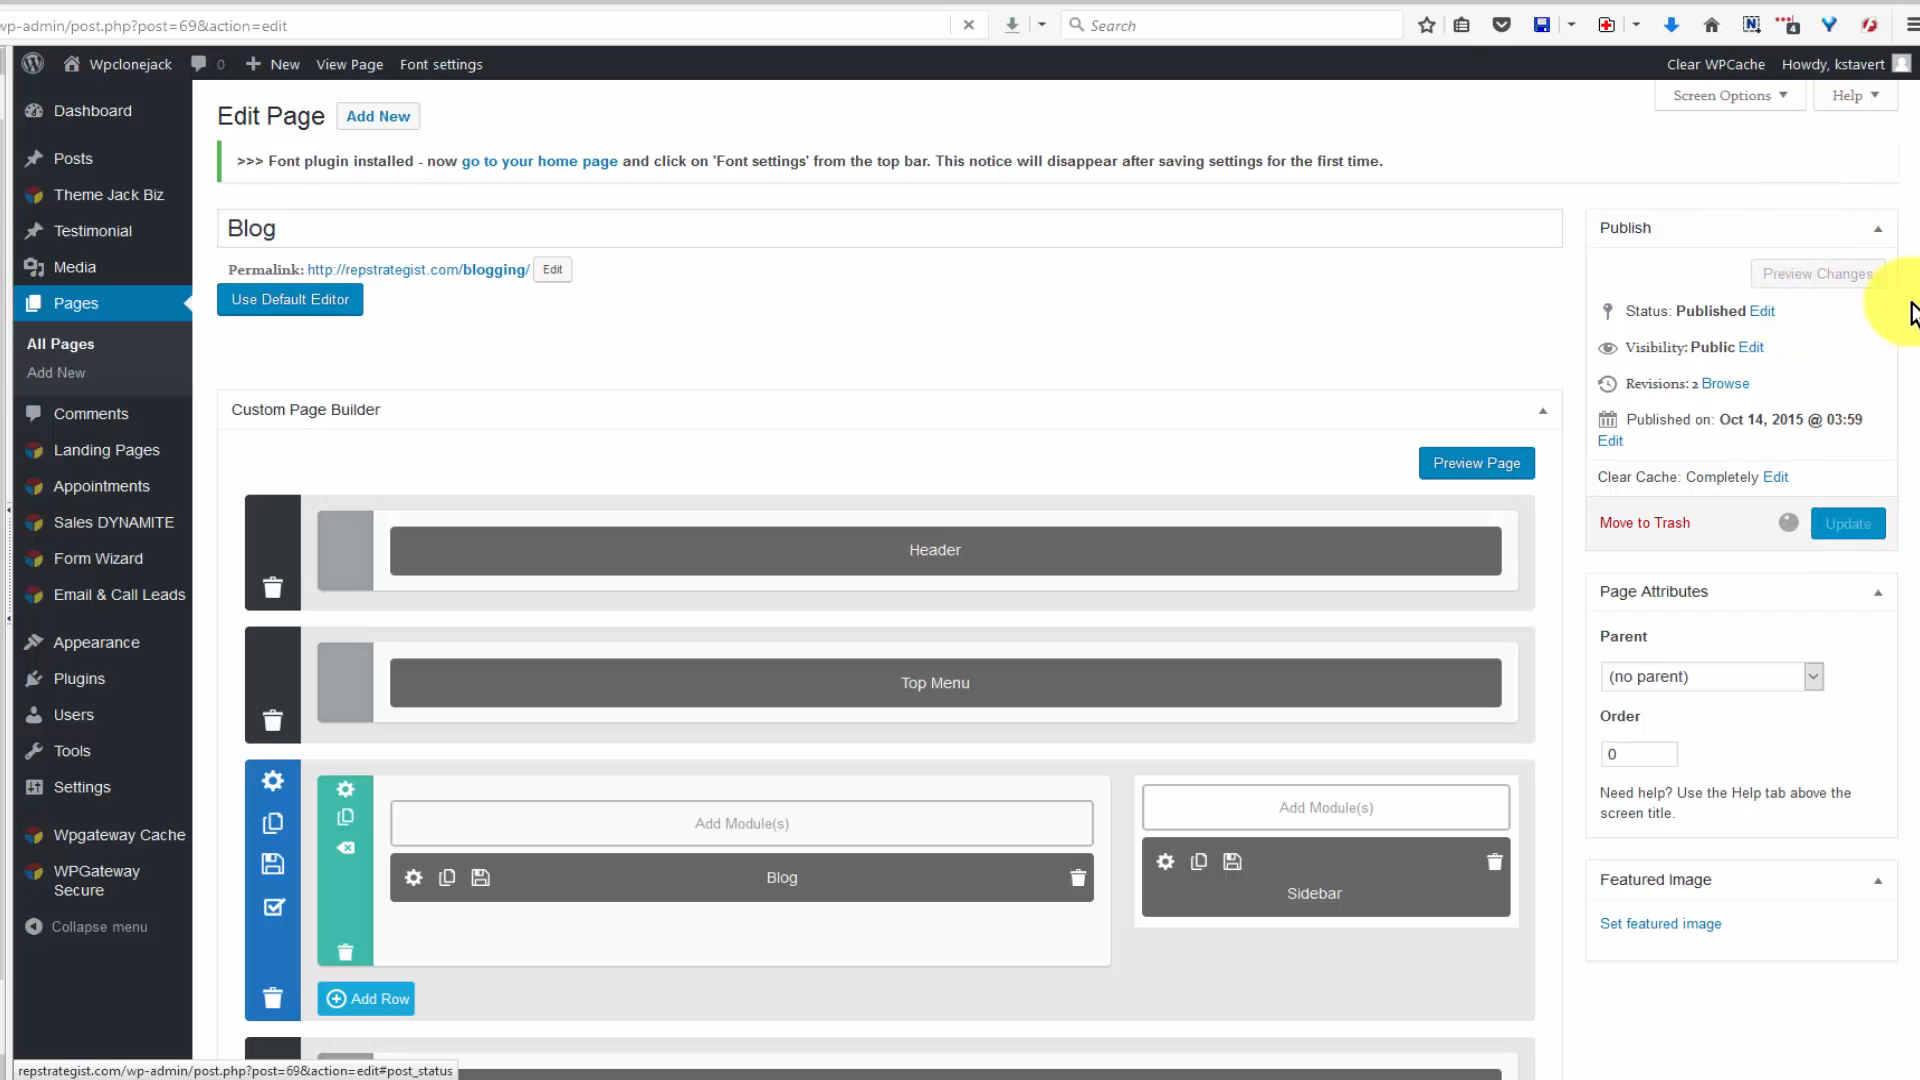 wp-admin/post.php?post=69&action=edit
Search
4
Wpclonejack
0
New
View Page
Font settings
Clear WPCache
Howdy, kstavert
Dashboard
Posts
Theme Jack Biz
Testimonial
Media
Pages
All Pages
Add New
Comments
Landing Pages
Appointments
Sales DYNAMITE
Form Wizard
Email & Call Leads
Appearance
Plugins
Users
Tools
Settings
Wpgateway Cache
WPGateway
Secure
Collapse menu
Edit Page
Add New
Screen Options
Help
>>> Font plugin installed - now go to your home page and click on 'Font settings' from the top bar. This notice will disappear after saving settings for the first time.
Blog
Permalink: http://repstrategist.com/blogging/ Edit
Use Default Editor
Custom Page Builder
Preview Page
Header
Top Menu
Add Module(s)
Blog
Add Module(s)
Sidebar
Add Row
Publish
Preview Changes
Status: Published Edit
Visibility: Public Edit
Revisions: 2 Browse
Published on: Oct 14, 2015 @ 03:59
Edit
Clear Cache: Completely Edit
Move to Trash
Update
Page Attributes
Parent
(no parent)
Order
0
Need help? Use the Help tab above the
screen title.
Featured Image
Set featured image
repstrategist.com/wp-admin/post.php?post=69&action=edit#post_status